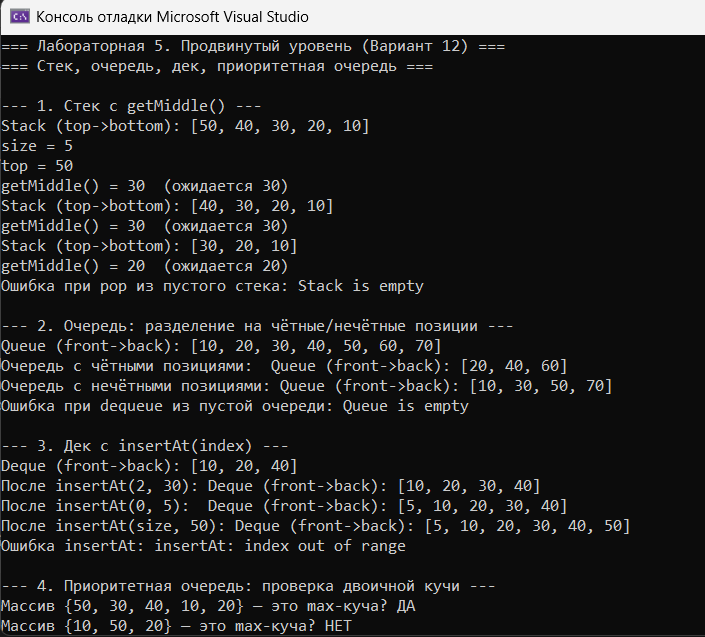 Консоль отладки Microsoft Visual Studio
=== Лабораторная 5. Продвинутый уровень (Вариант 12) ===
=== Стек, очередь, дек, приоритетная очередь ===
--- 1. Стек с getMiddle() ---
Stack (top->bottom): [50, 40, 30, 20, 10]
size = 5
top = 50
getMiddle() = 30  (ожидается 30)
Stack (top->bottom): [40, 30, 20, 10]
getMiddle() = 30  (ожидается 30)
Stack (top->bottom): [30, 20, 10]
getMiddle() = 20  (ожидается 20)
Ошибка при pop из пустого стека: Stack is empty
--- 2. Очередь: разделение на чётные/нечётные позиции ---
Queue (front->back): [10, 20, 30, 40, 50, 60, 70]
Очередь с чётными позициями:  Queue (front->back): [20, 40, 60]
Очередь с нечётными позициями: Queue (front->back): [10, 30, 50, 70]
Ошибка при dequeue из пустой очереди: Queue is empty
--- 3. Дек с insertAt(index) ---
Deque (front->back): [10, 20, 40]
После insertAt(2, 30): Deque (front->back): [10, 20, 30, 40]
После insertAt(0, 5):  Deque (front->back): [5, 10, 20, 30, 40]
После insertAt(size, 50): Deque (front->back): [5, 10, 20, 30, 40, 50]
Ошибка insertAt: insertAt: index out of range
--- 4. Приоритетная очередь: проверка двоичной кучи ---
Массив {50, 30, 40, 10, 20} — это max-куча? ДА
Массив {10, 50, 20} — это max-куча? НЕТ